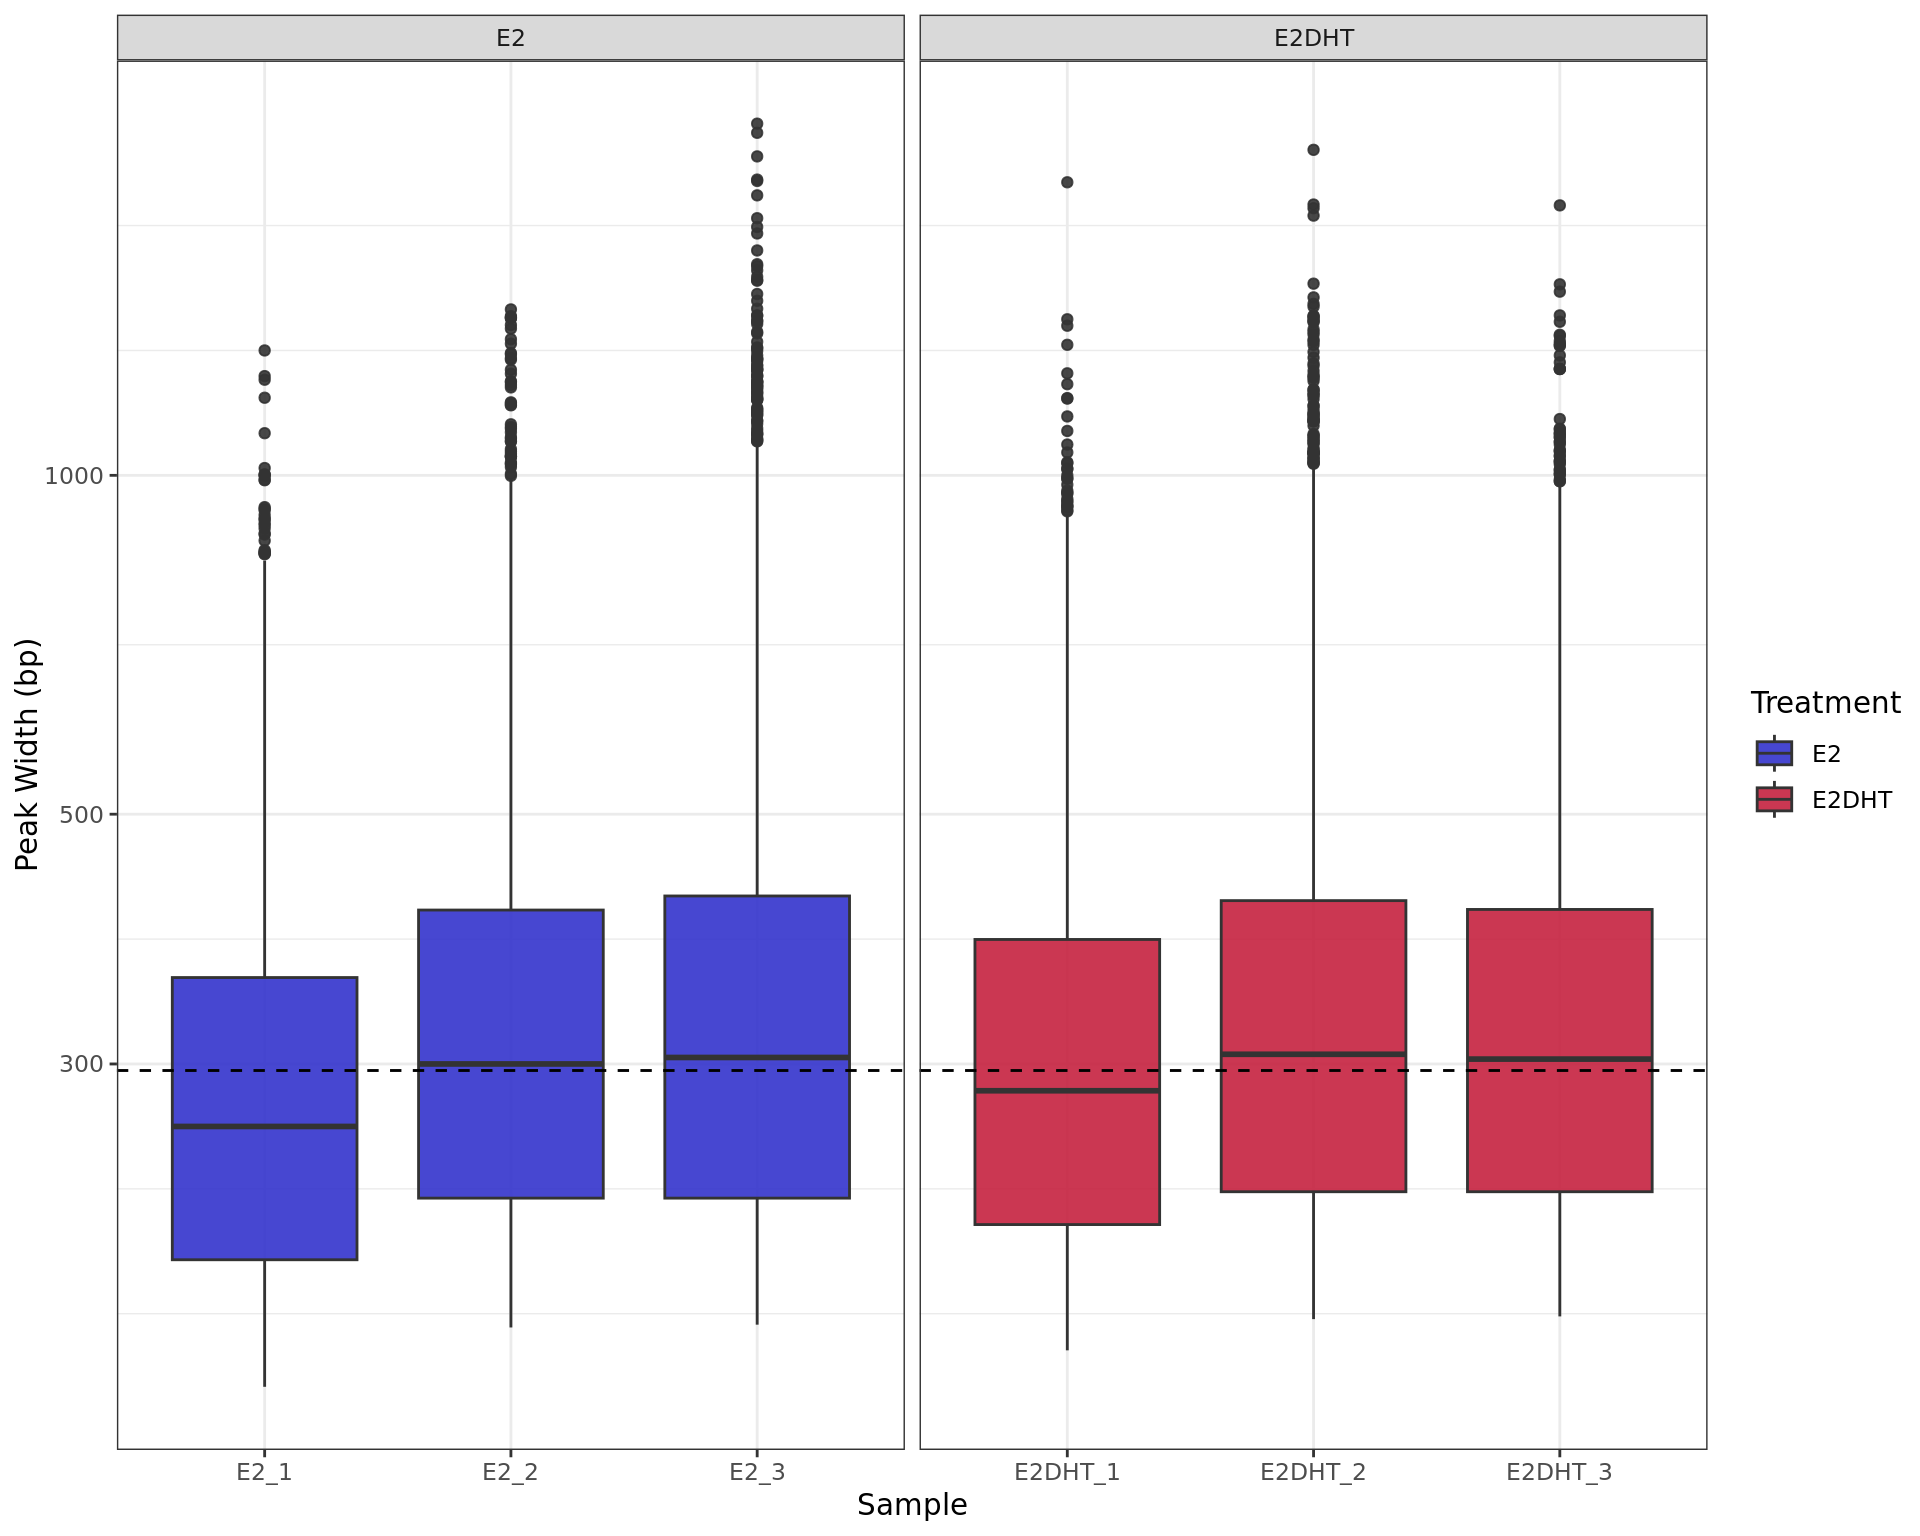 E2
E2DHT
1000
500
300
Peak Width (bp)
E2_1
E2_2
E2_3
E2DHT_1
E2DHT_2
E2DHT_3
Sample
Treatment
E2
E2DHT